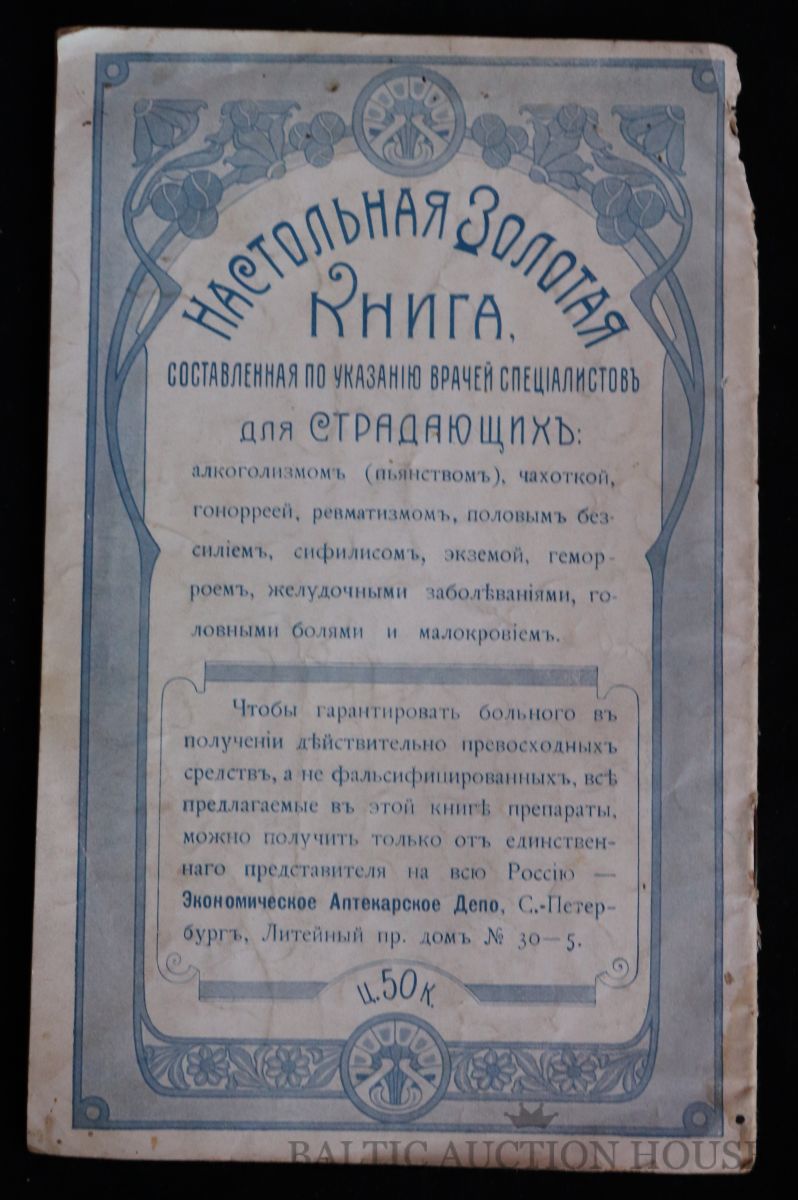 НАСТОЛЬНАЯ ЗОЛОТАЯ
КНИГА,
СОСТАВЛЕННАЯ ПО УКАЗАНІЮ ВРАЧЕЙ СПЕЦІАЛИСТОВЪ
для СТРАДАЮЩИХЪ:
алкоголизмомъ (пьянствомъ), чахоткой,
гонорреей, ревматизмомъ, половымъ без-
силіемъ, сифилисомъ, экземой, гемор-
роемъ, желудочными заболѣваніями, го-
ловными болями и малокровіемъ.
Чтобы гарантировать больного въ
полученіи дѣйствительно превосходныхъ
средствъ, а не фальсифицированныхъ, всѣ
предлагаемые въ этой книгѣ препараты,
можно получить только отъ единствен-
наго представителя на всю Россію —
Экономическое Аптекарское Депо, С.-Петер-
бургъ, Литейный пр. домъ № 30—5.
Ц. 50 К.
BALTIC AUCTION HOUSE